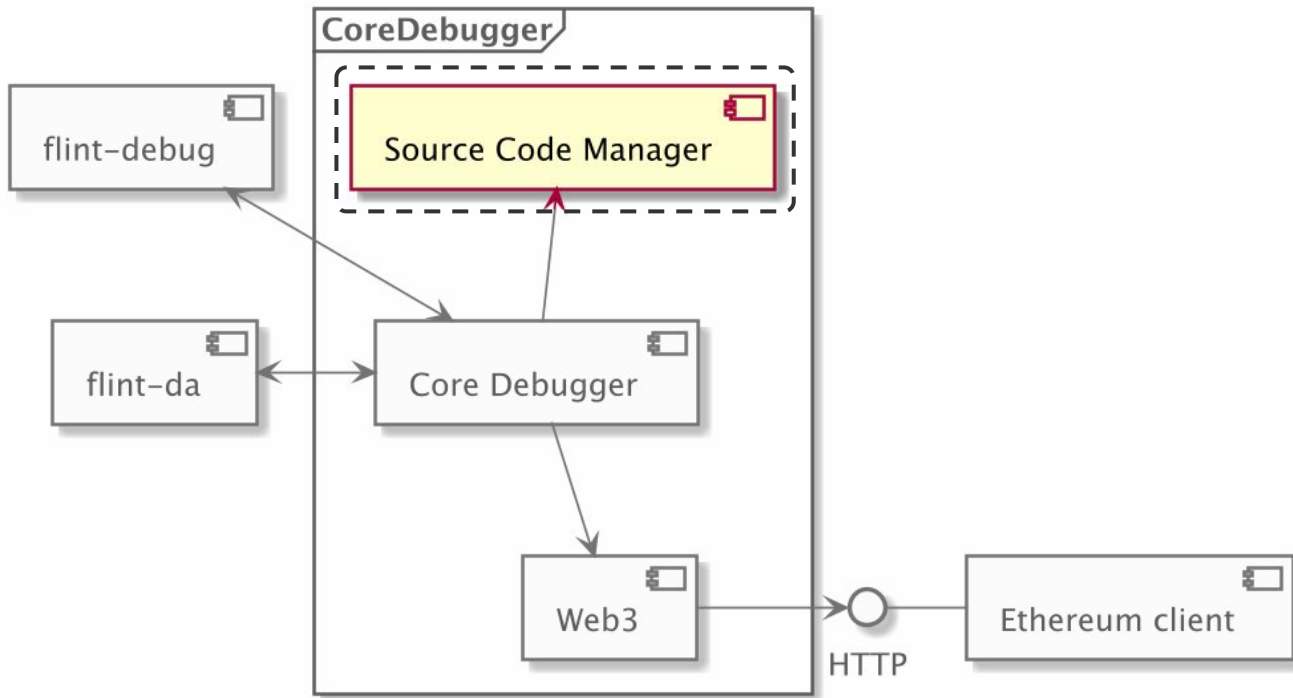 CoreDebugger
Source Code Manager
flint-debug
flint-da
Core Debugger
Web3
HTTP
Ethereum client